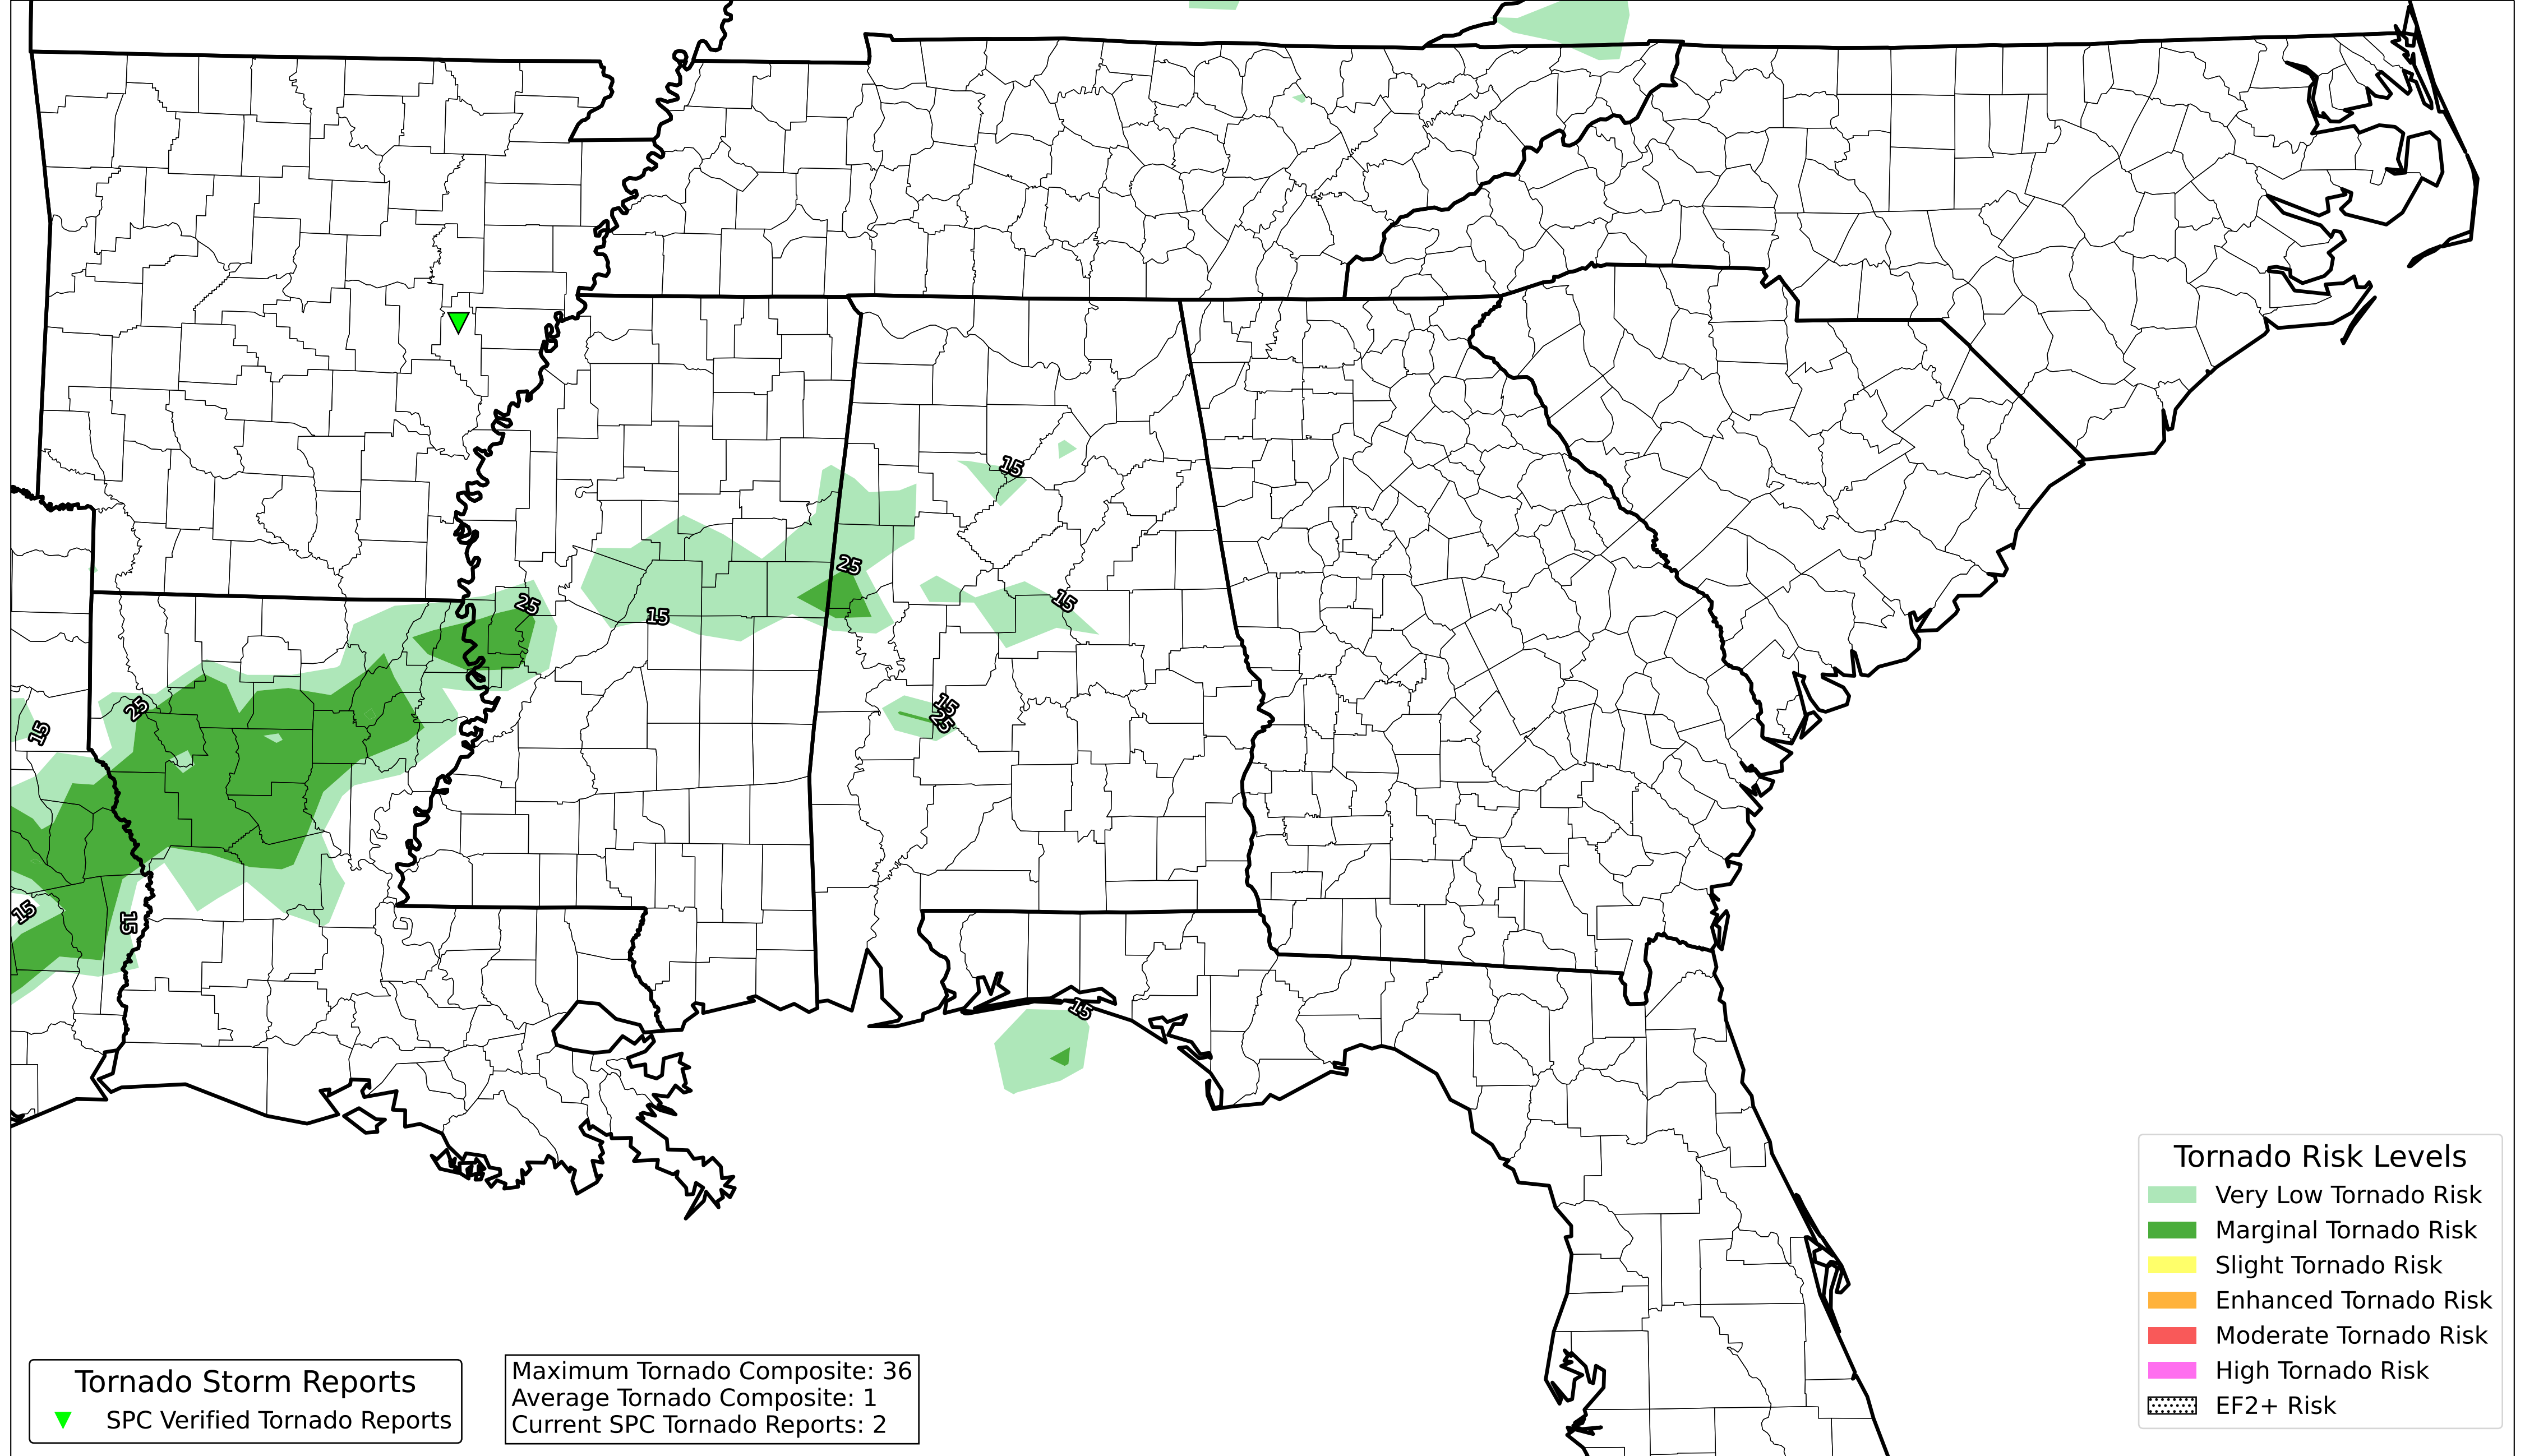 15
25
15
25
15
25
15
25
15
15
15
15
15
Tornado Risk Levels
Very Low Tornado Risk
Marginal Tornado Risk
Slight Tornado Risk
Enhanced Tornado Risk
Moderate Tornado Risk
High Tornado Risk
EF2+ Risk
Tornado Storm Reports
SPC Verified Tornado Reports
Maximum Tornado Composite: 36
Average Tornado Composite: 1
Current SPC Tornado Reports: 2